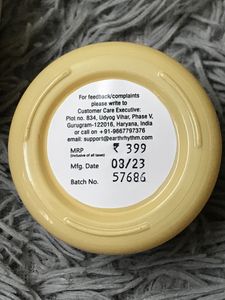 For feedback/complaints
please write to
Customer Care Executive:
Plot no. 834, Udyog Vihar, Phase V,
Gurugram-122016, Haryana, India
or call on +91-9667797376
email: support@earthrhythm.com
MRP ₹ 399
(Inclusive of all taxes)
Mfg. Date 03/23
Batch No. 57686